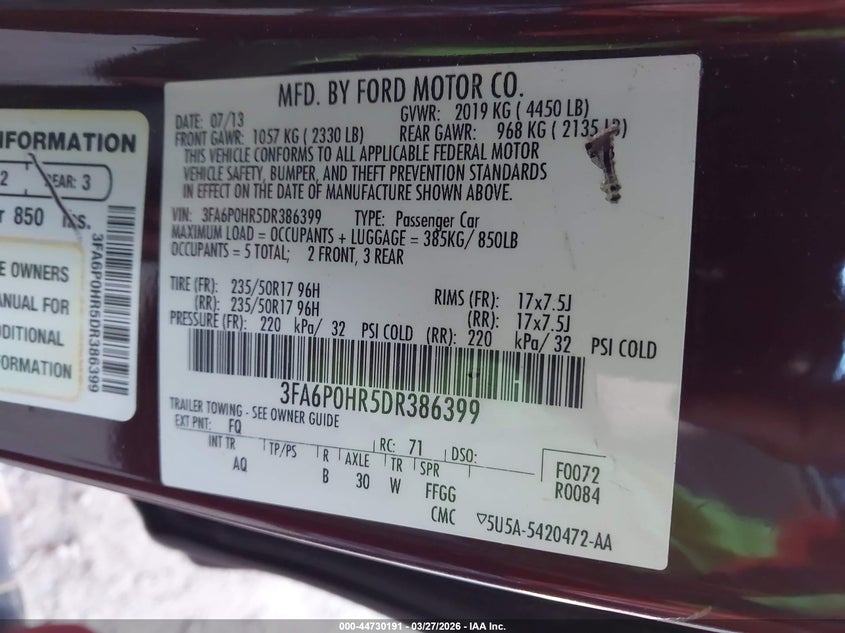 INFORMATION
2
REAR: 3
850
3FA6P0HR5DR386399
E OWNERS
ANUAL FOR
DDITIONAL
FORMATION
MFD. BY FORD MOTOR CO.
DATE: 07/13 GVWR: 2019 KG ( 4450 LB)
FRONT GAWR: 1057 KG ( 2330 LB) REAR GAWR: 968 KG ( 2135 LB)
THIS VEHICLE CONFORMS TO ALL APPLICABLE FEDERAL MOTOR
VEHICLE SAFETY, BUMPER, AND THEFT PREVENTION STANDARDS
IN EFFECT ON THE DATE OF MANUFACTURE SHOWN ABOVE.
VIN: 3FA6P0HR5DR386399 TYPE: Passenger Car
MAXIMUM LOAD = OCCUPANTS + LUGGAGE = 385KG/ 850LB
OCCUPANTS = 5 TOTAL; 2 FRONT, 3 REAR
TIRE (FR): 235/50R17 96H RIMS (FR): 17x7.5J
(RR): 235/50R17 96H (RR): 17x7.5J
PRESSURE (FR): 220 kPa/ 32 PSI COLD (RR): 220 kPa/ 32 PSI COLD
3FA6P0HR5DR386399
TRAILER TOWING - SEE OWNER GUIDE
EXT PNT: FQ RC: 71 DSO:
INT TR TP/PS R AXLE TR SPR F0072
AQ B 30 W FFGG R0084
CMC ▽5U5A-5420472-AA
000-44730191 - 03/27/2026 - IAA Inc.